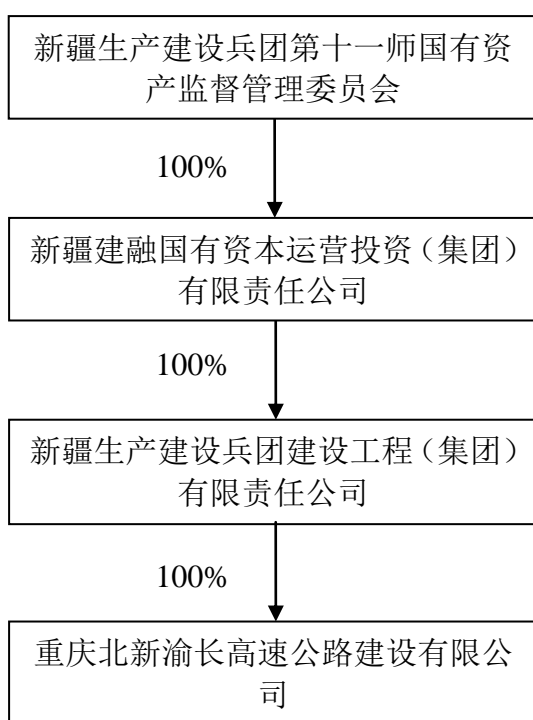 新疆生产建设兵团第十一师国有资
产监督管理委员会
100%
新疆建融国有资本运营投资（集团）
有限责任公司
100%
新疆生产建设兵团建设工程（集团）
有限责任公司
100%
重庆北新渝长高速公路建设有限公
司